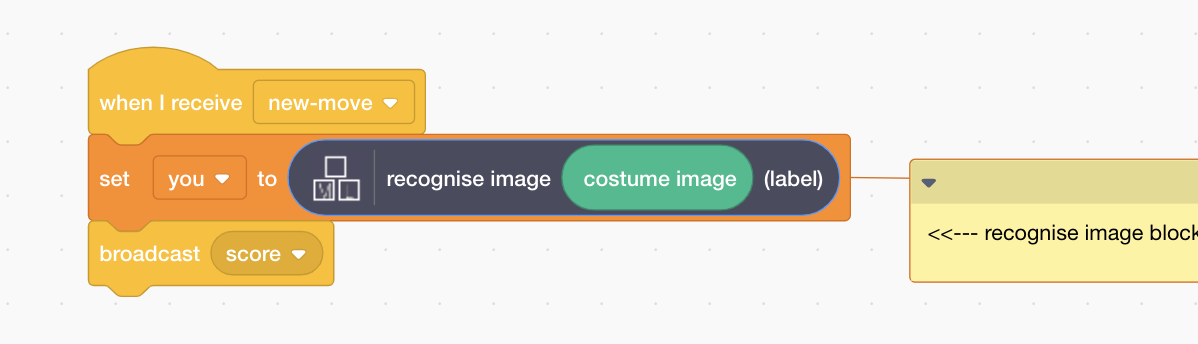 when I receive new-move
set you to recognise image costume image (label)
<<--- recognise image block
broadcast score